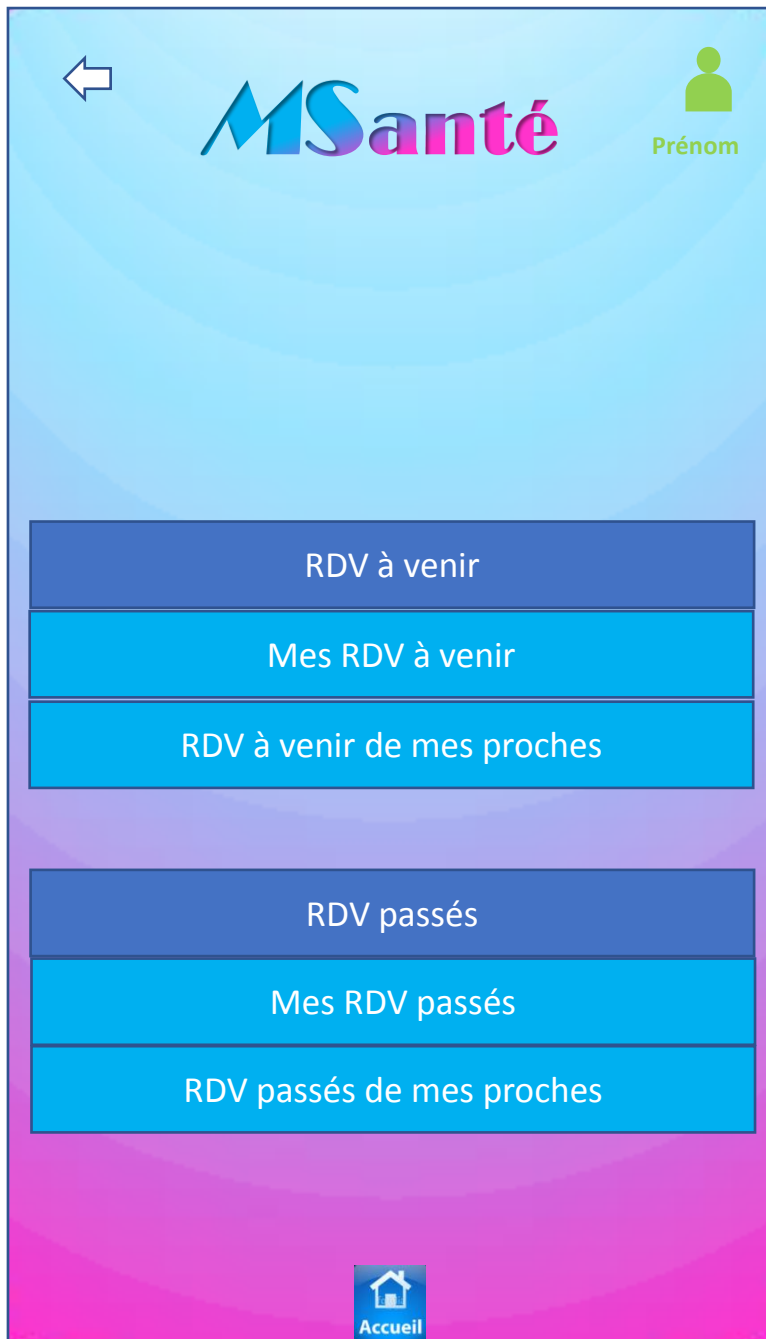 MSanté
Prénom
RDV à venir
Mes RDV à venir
RDV à venir de mes proches
RDV passés
Mes RDV passés
RDV passés de mes proches
Accueil